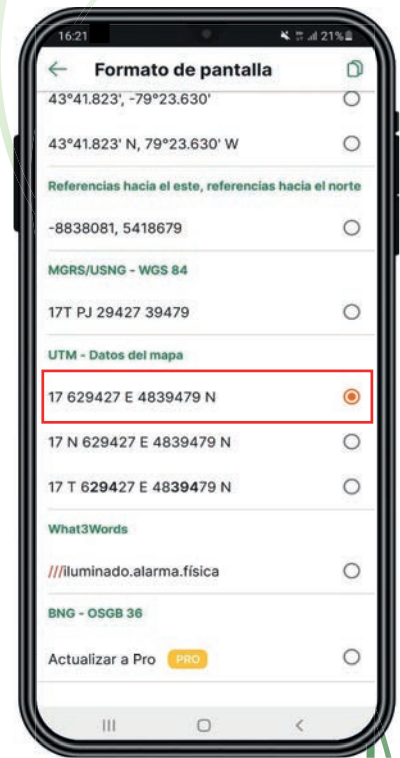 16:21 21%
Formato de pantalla
43°41.823', -79°23.630'
43°41.823' N, 79°23.630' W
Referencias hacia el este, referencias hacia el norte
-8838081, 5418679
MGRS/USNG - WGS 84
17T PJ 29427 39479
UTM - Datos del mapa
17 629427 E 4839479 N
17 N 629427 E 4839479 N
17 T 629427 E 4839479 N
What3Words
///iluminado.alarma.física
BNG - OSGB 36
Actualizar a Pro PRO